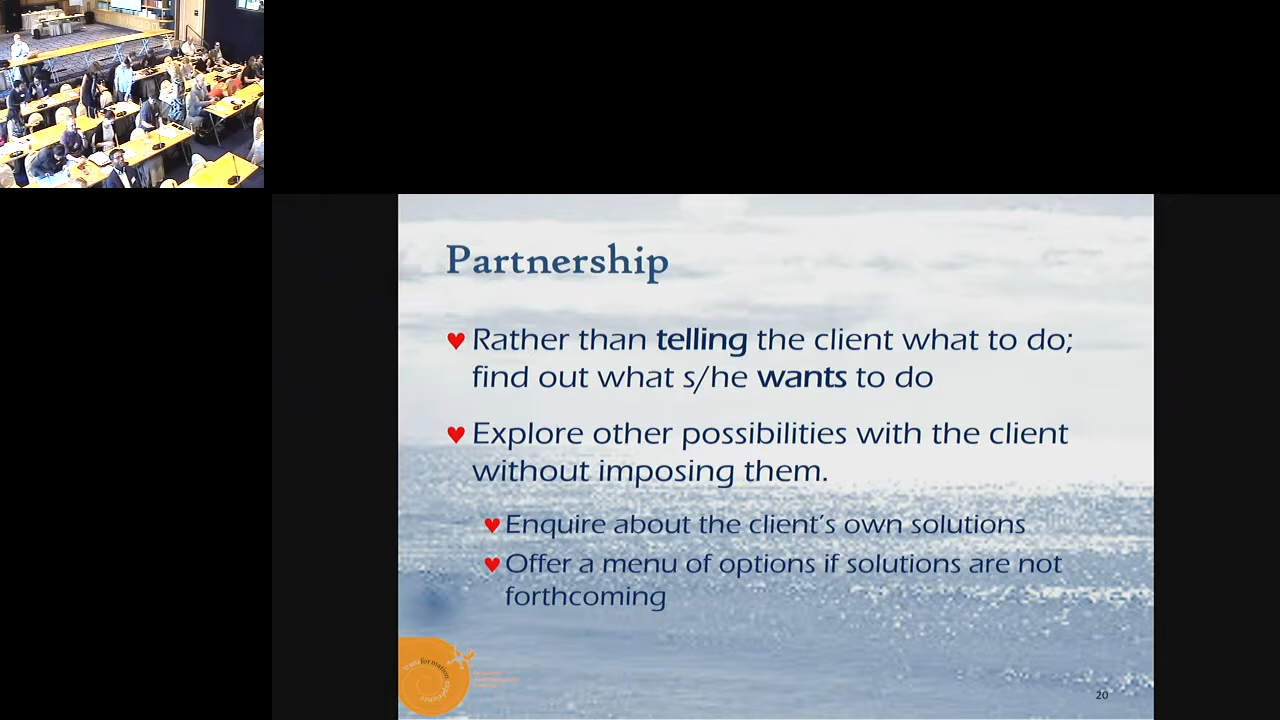 Partnership
♥ Rather than telling the client what to do;
find out what s/he wants to do
♥ Explore other possibilities with the client
without imposing them.
♥ Enquire about the client's own solutions
♥ Offer a menu of options if solutions are not
forthcoming
transformation
experience
20